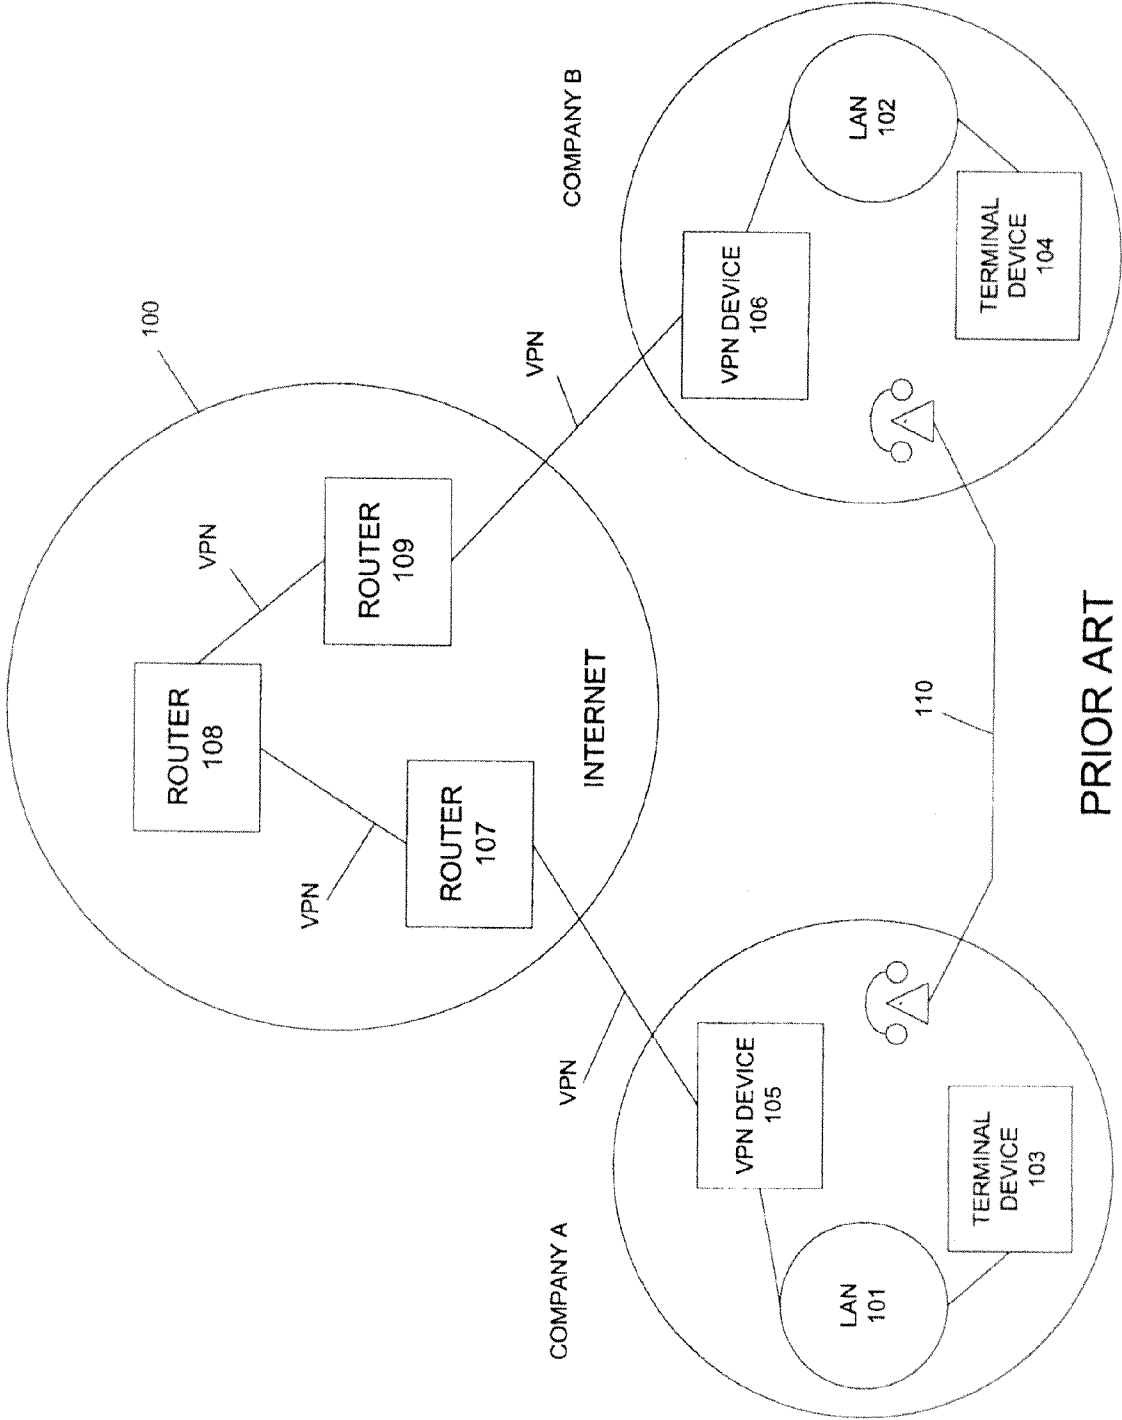 100
VPN
ROUTER
108
ROUTER
109
VPN
ROUTER
107
INTERNET
VPN
VPN
COMPANY A
COMPANY B
VPN DEVICE
105
VPN DEVICE
106
LAN
101
LAN
102
TERMINAL
DEVICE
103
TERMINAL
DEVICE
104
110
PRIOR ART